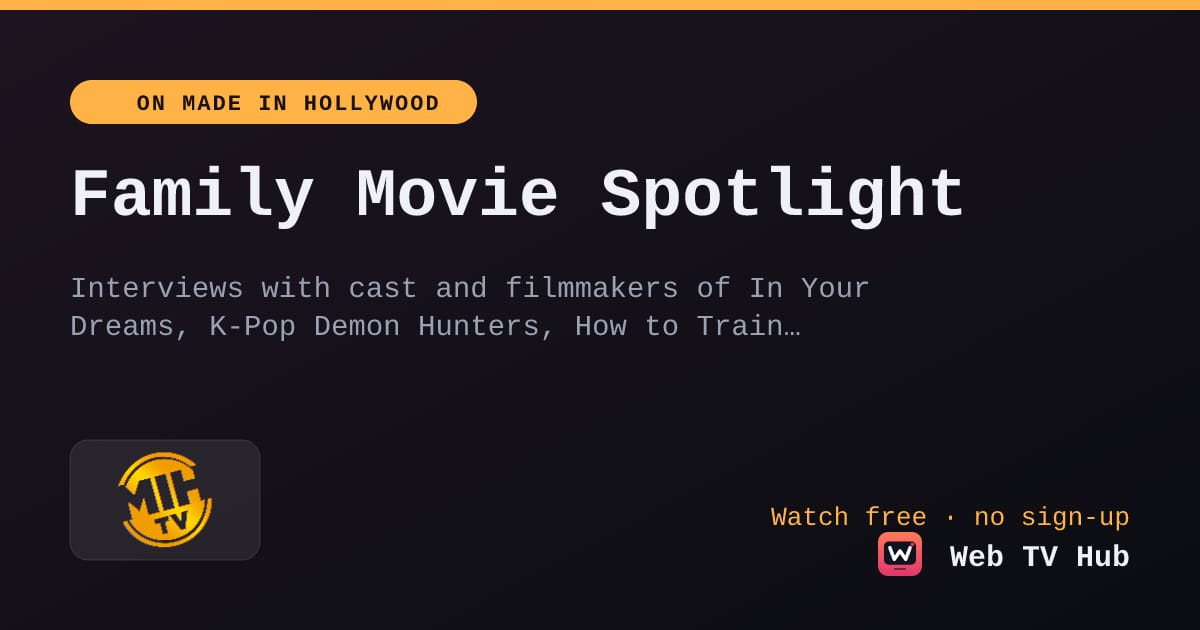 ON MADE IN HOLLYWOOD
Family Movie Spotlight
Interviews with cast and filmmakers of In Your
Dreams, K-Pop Demon Hunters, How to Train…
MIH
TV
Watch free · no sign-up
W
Web TV Hub